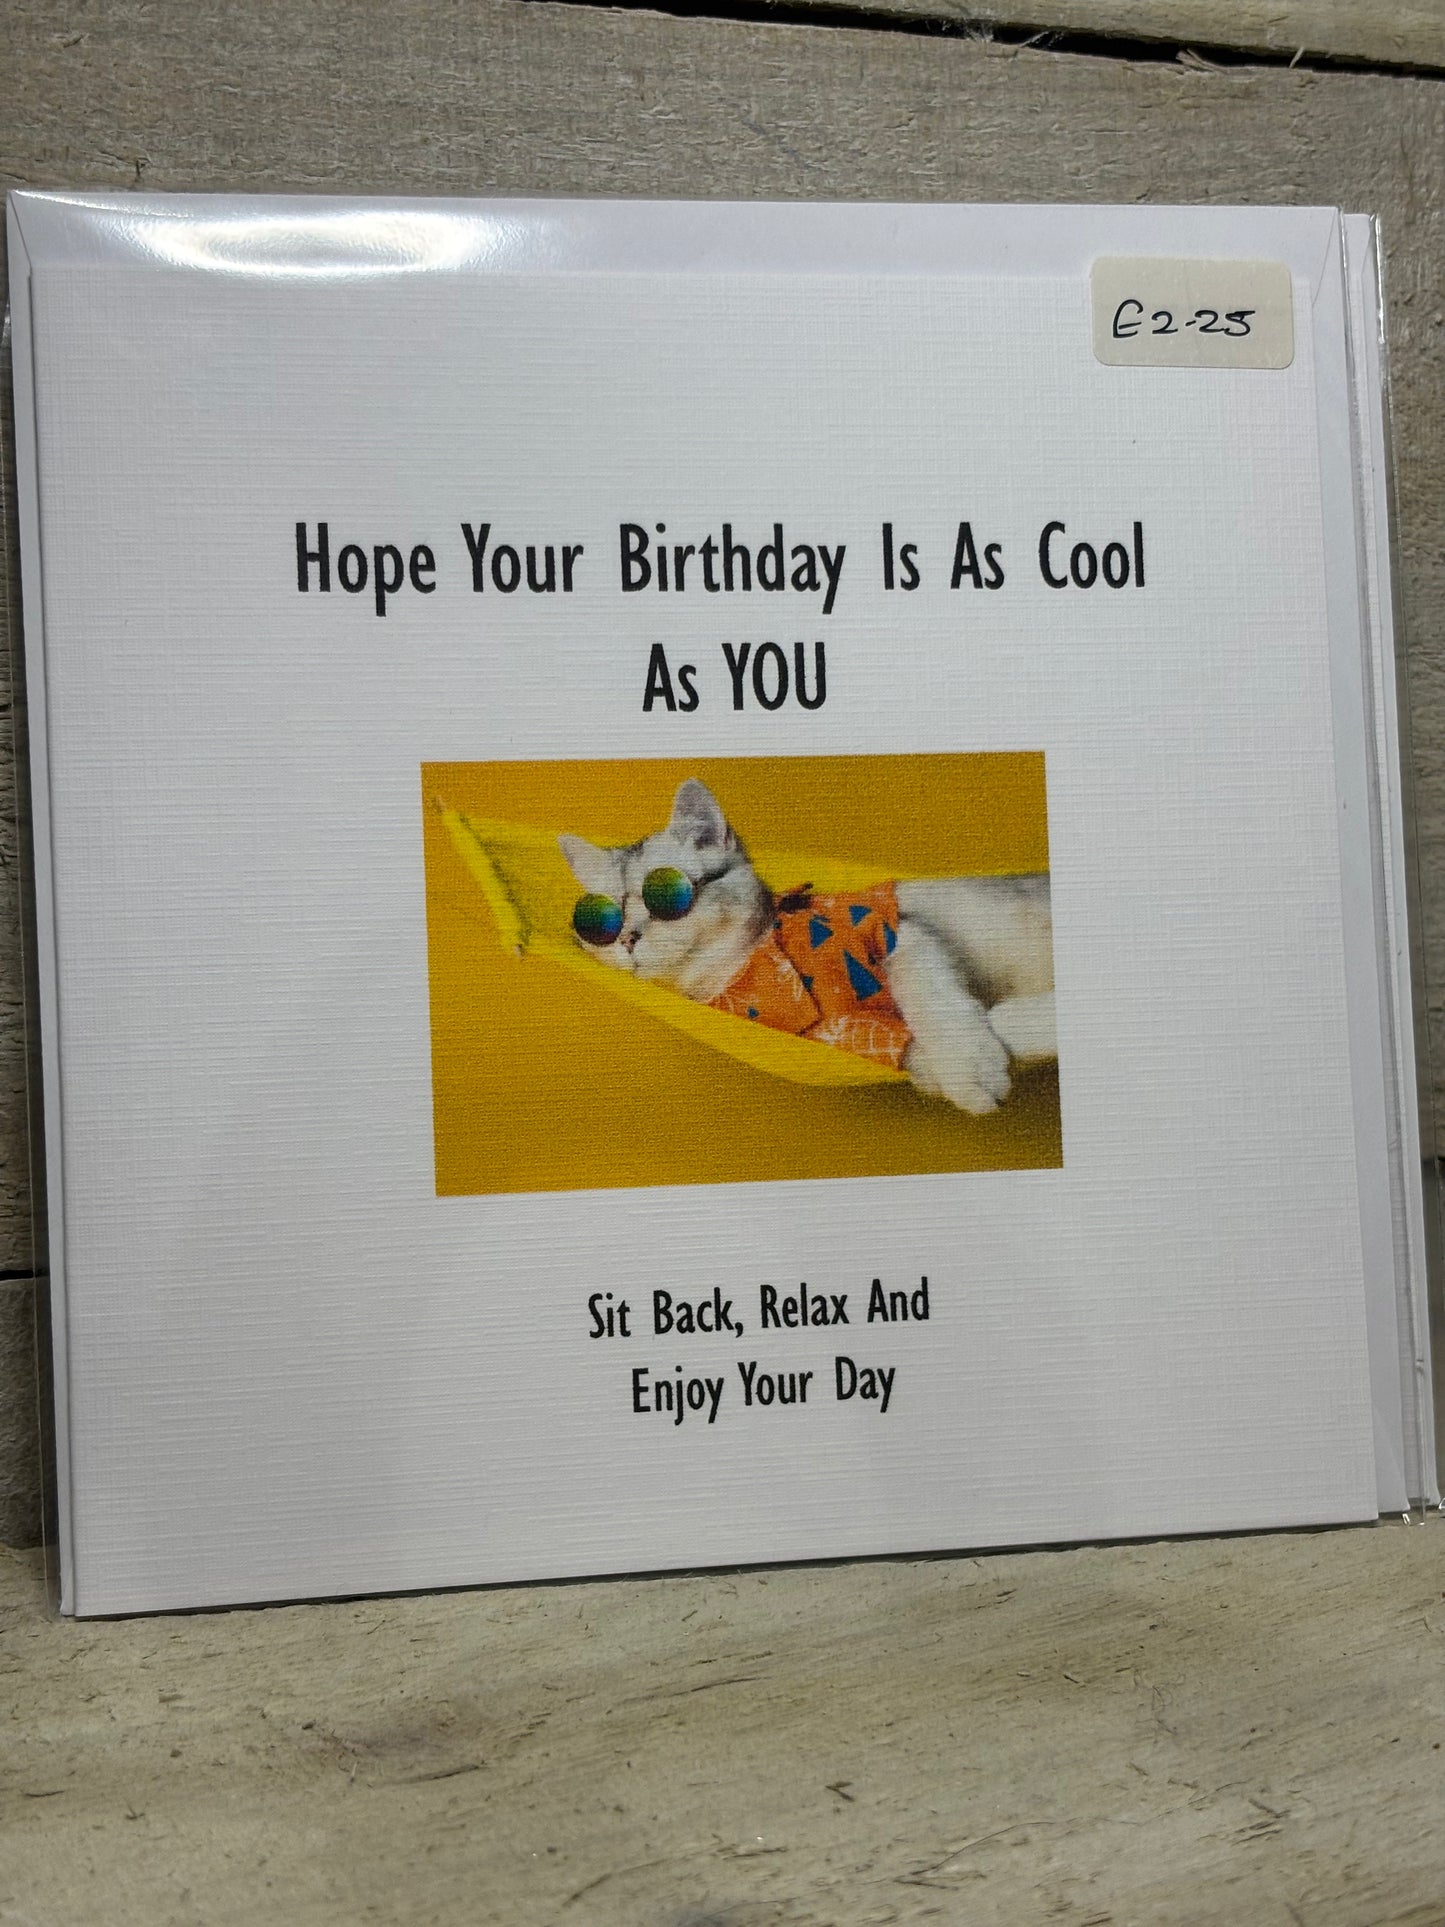 £2-25
Hope Your Birthday Is As Cool
As YOU
Sit Back, Relax And
Enjoy Your Day